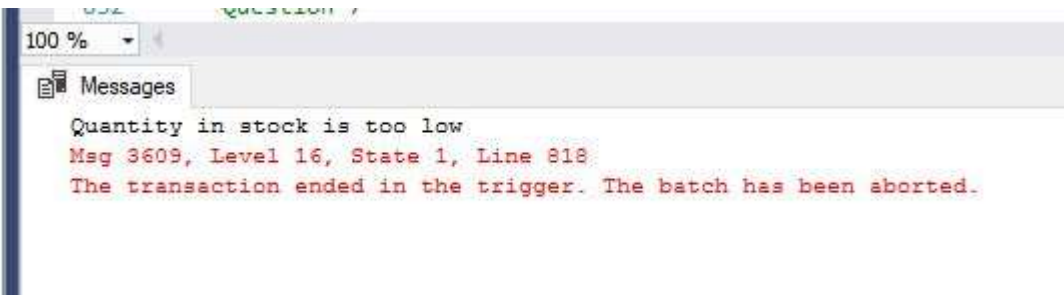 100 %
Messages
Quantity in stock is too low
Msg 3609, Level 16, State 1, Line 818
The transaction ended in the trigger. The batch has been aborted.